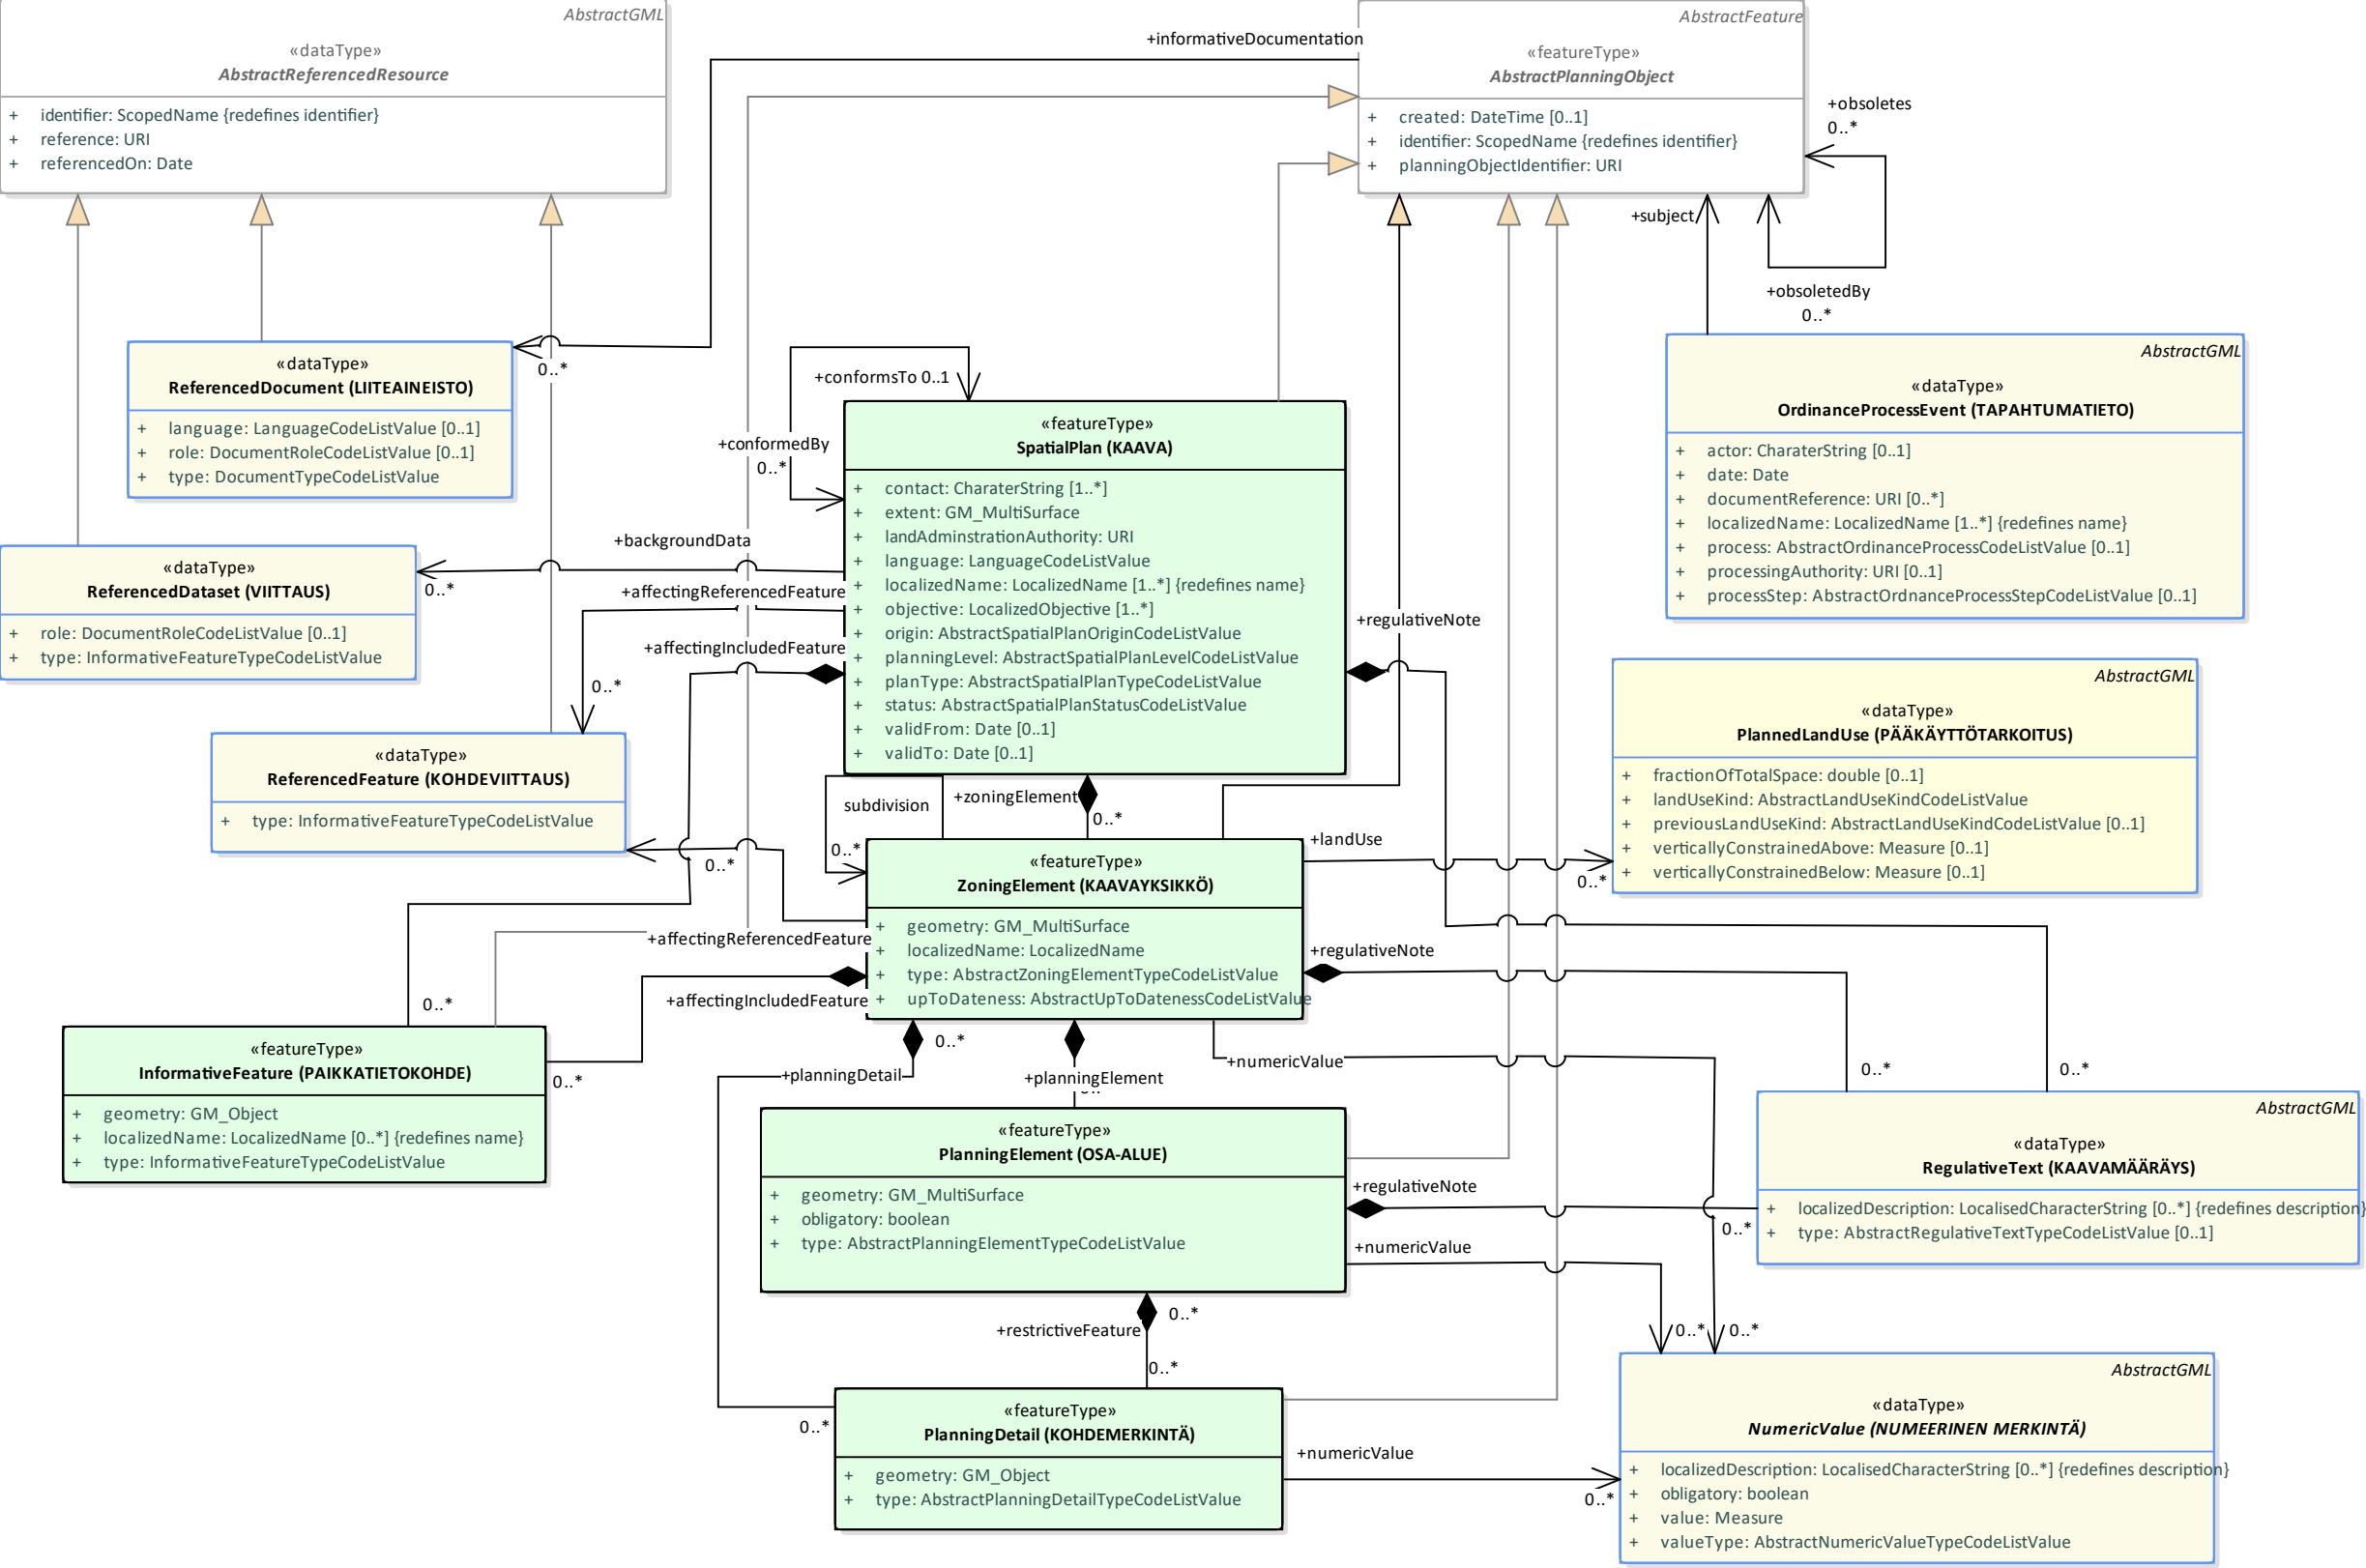 AbstractGML
«dataType»
AbstractReferencedResource
+ identifier: ScopedName {redefines identifier}
+ reference: URI
+ referencedOn: Date
+informativeDocumentation
AbstractFeature
«featureType»
AbstractPlanningObject
+ created: DateTime [0..1]
+ identifier: ScopedName {redefines identifier}
+ planningObjectIdentifier: URI
+obsoletes
0..*
+subject
+obsoletedBy
0..*
«dataType»
ReferencedDocument (LIITEAINEISTO)
+ language: LanguageCodeListValue [0..1]
+ role: DocumentRoleCodeListValue [0..1]
+ type: DocumentTypeCodeListValue
0..*
+conformsTo 0..1
+conformedBy
0..*
«featureType»
SpatialPlan (KAAVA)
+ contact: CharaterString [1..*]
+ extent: GM_MultiSurface
+ landAdminstrationAuthority: URI
+ language: LanguageCodeListValue
+ localizedName: LocalizedName [1..*] {redefines name}
+ objective: LocalizedObjective [1..*]
+ origin: AbstractSpatialPlanOriginCodeListValue
+ planningLevel: AbstractSpatialPlanLevelCodeListValue
+ planType: AbstractSpatialPlanTypeCodeListValue
+ status: AbstractSpatialPlanStatusCodeListValue
+ validFrom: Date [0..1]
+ validTo: Date [0..1]
AbstractGML
«dataType»
OrdinanceProcessEvent (TAPAHTUMATIETO)
+ actor: CharaterString [0..1]
+ date: Date
+ documentReference: URI [0..*]
+ localizedName: LocalizedName [1..*] {redefines name}
+ process: AbstractOrdinanceProcessCodeListValue [0..1]
+ processingAuthority: URI [0..1]
+ processStep: AbstractOrdnanceProcessStepCodeListValue [0..1]
+backgroundData
0..*
«dataType»
ReferencedDataset (VIITTAUS)
+ role: DocumentRoleCodeListValue [0..1]
+ type: InformativeFeatureTypeCodeListValue
+affectingReferencedFeature
+affectingIncludedFeature
0..*
+regulativeNote
«dataType»
ReferencedFeature (KOHDEVIITTAUS)
+ type: InformativeFeatureTypeCodeListValue
0..*
AbstractGML
«dataType»
PlannedLandUse (PÄÄKÄYTTÖTARKOITUS)
+ fractionOfTotalSpace: double [0..1]
+ landUseKind: AbstractLandUseKindCodeListValue
+ previousLandUseKind: AbstractLandUseKindCodeListValue [0..1]
+ verticallyConstrainedAbove: Measure [0..1]
+ verticallyConstrainedBelow: Measure [0..1]
subdivision
0..*
+zoningElement
0..*
+landUse
0..*
«featureType»
ZoningElement (KAAVAYKSIKKÖ)
+ geometry: GM_MultiSurface
+ localizedName: LocalizedName
+ type: AbstractZoningElementTypeCodeListValue
+ upToDateness: AbstractUpToDatenessCodeListValue
+affectingReferencedFeature
+affectingIncludedFeature
+regulativeNote
0..*
0..*
«featureType»
InformativeFeature (PAIKKATIETOKOHDE)
+ geometry: GM_Object
+ localizedName: LocalizedName [0..*] {redefines name}
+ type: InformativeFeatureTypeCodeListValue
0..*
+planningDetail
+planningElement
+numericValue
0..*
0..*
«featureType»
PlanningElement (OSA-ALUE)
+ geometry: GM_MultiSurface
+ obligatory: boolean
+ type: AbstractPlanningElementTypeCodeListValue
+regulativeNote
0..*
+numericValue
AbstractGML
«dataType»
RegulativeText (KAAVAMÄÄRÄYS)
+ localizedDescription: LocalisedCharacterString [0..*] {redefines description}
+ type: AbstractRegulativeTextTypeCodeListValue [0..1]
0..*
+restrictiveFeature
0..*
0..*
0..*
0..*
«featureType»
PlanningDetail (KOHDEMERKINTÄ)
+ geometry: GM_Object
+ type: AbstractPlanningDetailTypeCodeListValue
+numericValue
0..*
AbstractGML
«dataType»
NumericValue (NUMEERINEN MERKINTÄ)
+ localizedDescription: LocalisedCharacterString [0..*] {redefines description}
+ obligatory: boolean
+ value: Measure
+ valueType: AbstractNumericValueTypeCodeListValue